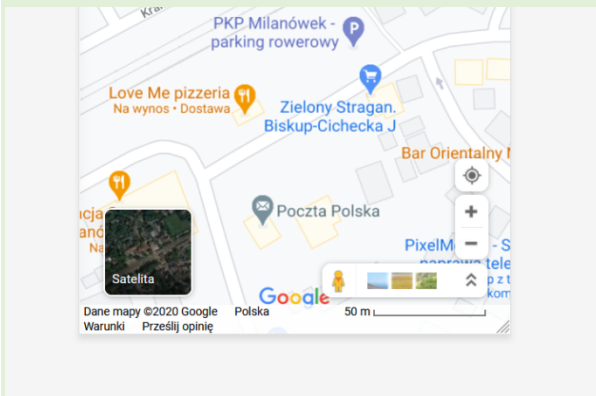 PKP Milanówek -
parking rowerowy
P
Love Me pizzeria
Na wynos • Dostawa
Zielony Stragan.
Biskup-Cichecka J
Bar Orientalny
Poczta Polska
Satelita
Google
Dane mapy ©2020 Google Polska 50 m
Warunki Prześlij opinię